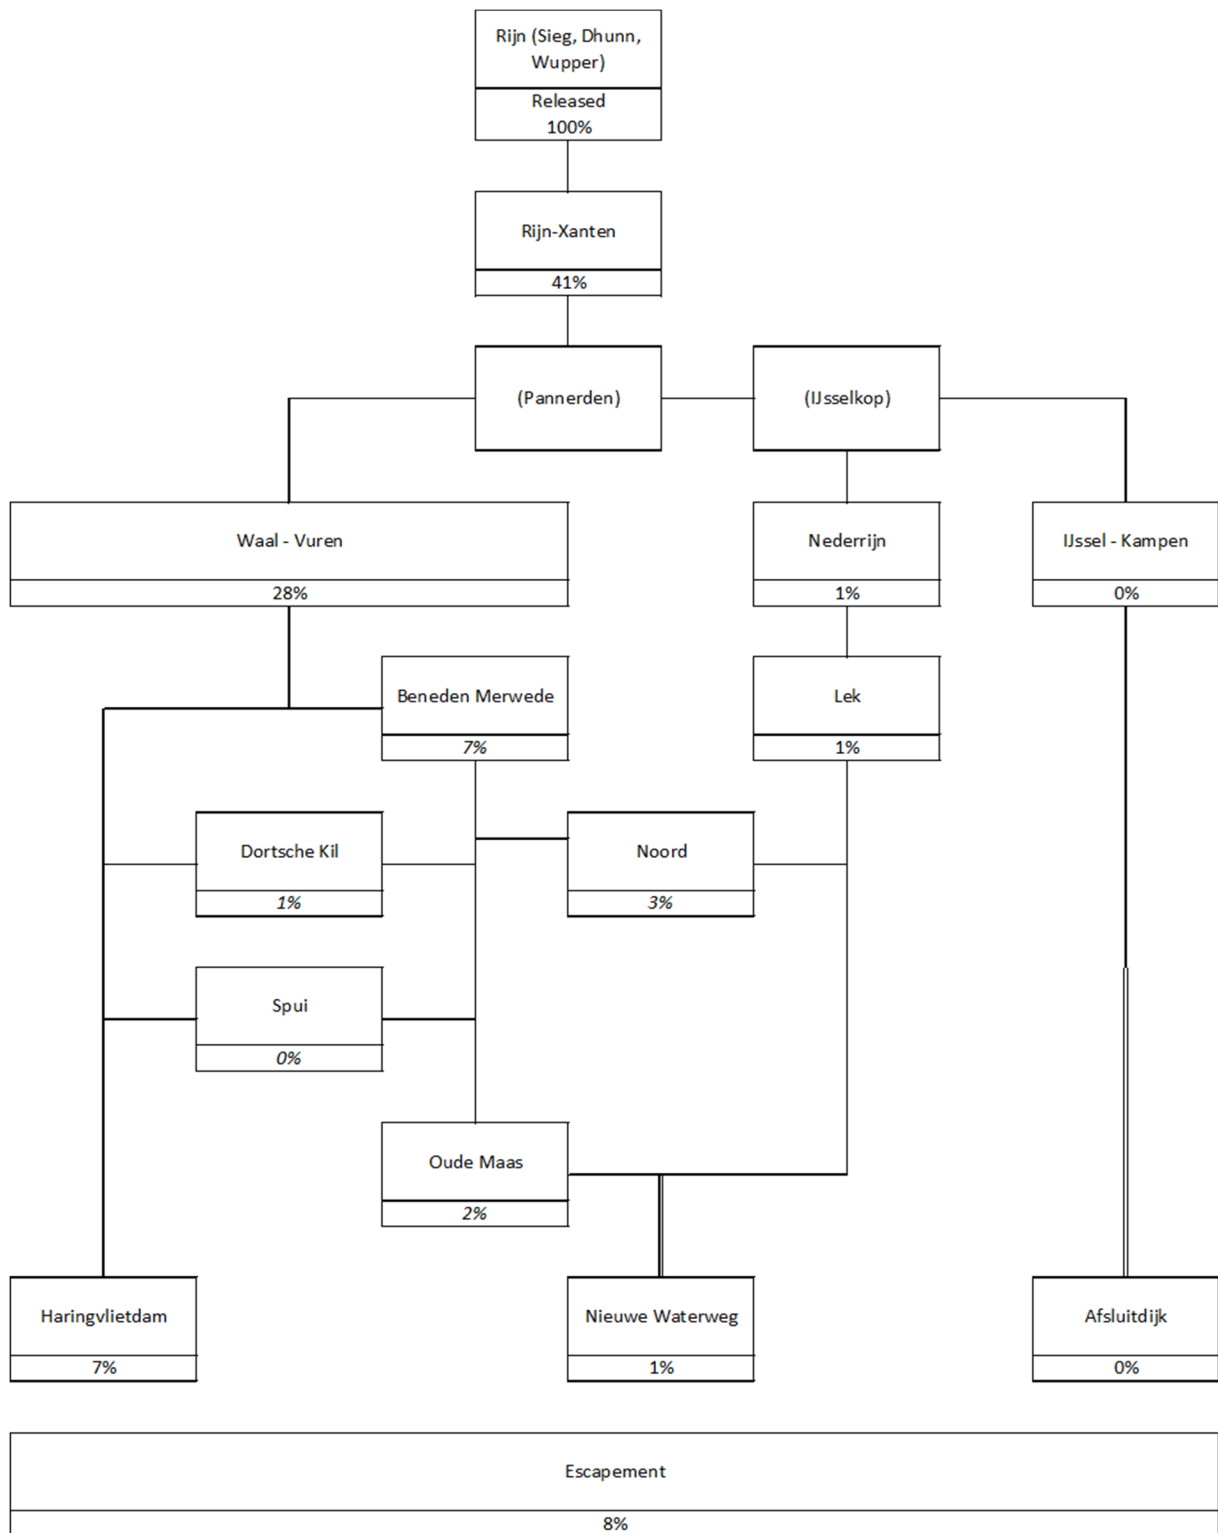 Rijn (Sieg, Dhunn,
Wupper)
Released
100%
Rijn-Xanten
41%
(Pannerden)
(IJsselkop)
Waal - Vuren
28%
Nederrijn
1%
IJssel - Kampen
0%
Beneden Merwede
7%
Lek
1%
Dortsche Kil
1%
Noord
3%
Spui
0%
Oude Maas
2%
Haringvlietdam
7%
Nieuwe Waterweg
1%
Afsluitdijk
0%
Escapement
8%